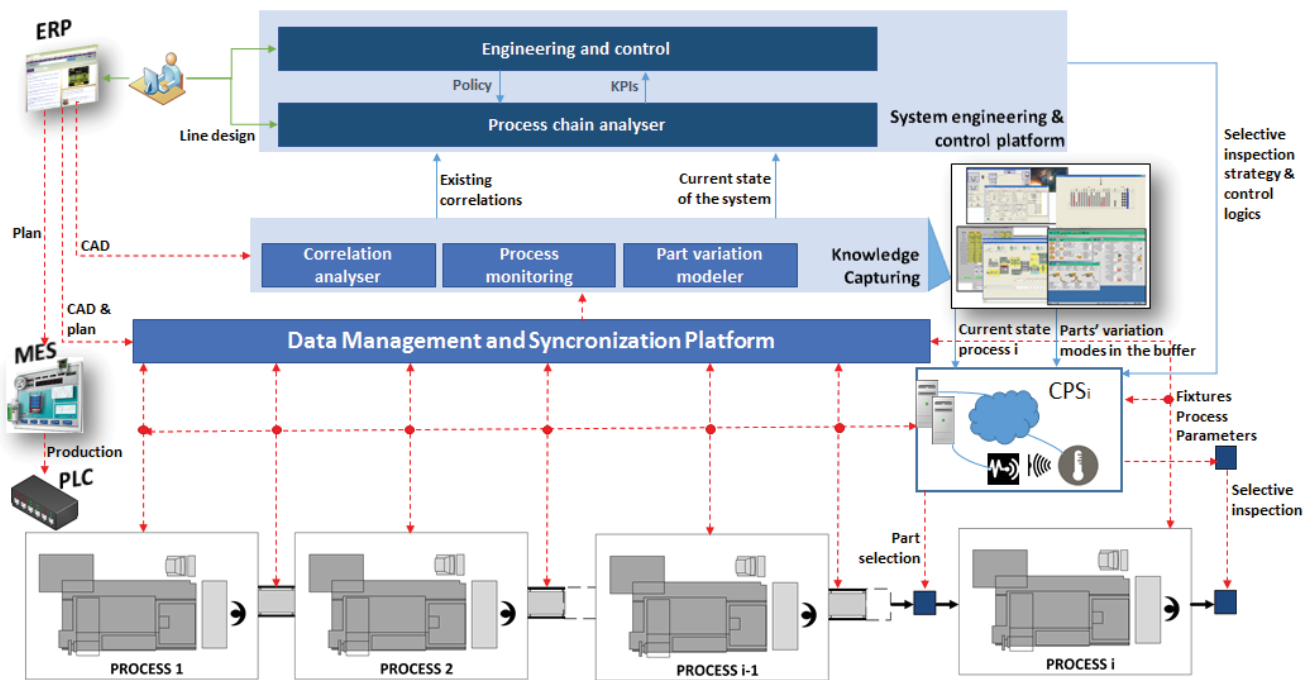 ERP
Engineering and control
Policy
KPIs
Process chain analyser
Line design
System engineering &
control platform
Selective
inspection
strategy &
control
logics
Existing
correlations
Current state
of the system
Plan
CAD
Correlation
analyser
Process
monitoring
Part variation
modeler
Knowledge
Capturing
CAD &
plan
Data Management and Syncronization Platform
Current state
process i
Parts' variation
modes in the buffer
MES
CPSi
Fixtures
Process
Parameters
Production
PLC
Selective
inspection
Part
selection
PROCESS 1
PROCESS 2
PROCESS i-1
PROCESS i